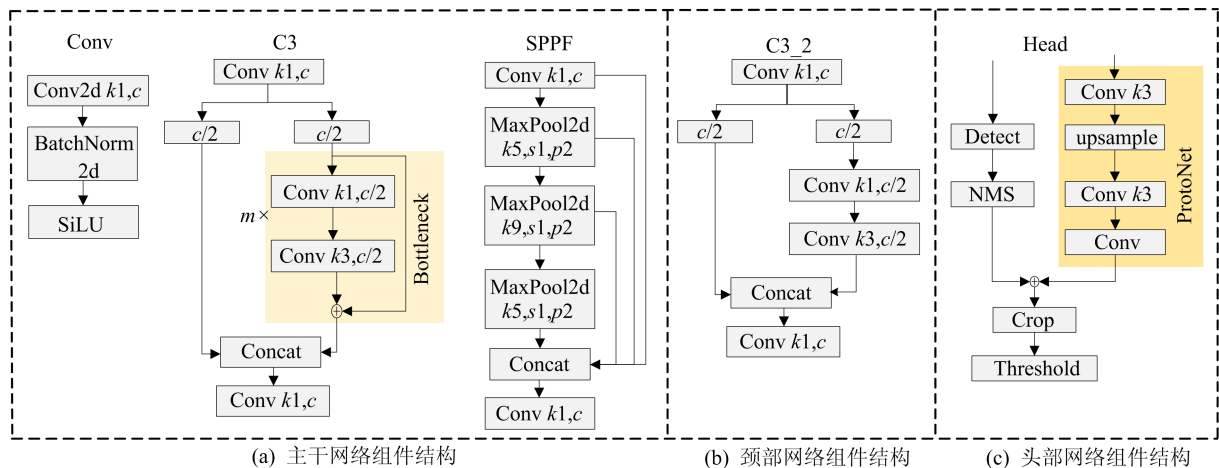 Conv
Conv2d k1,c
BatchNorm
2d
SiLU
C3
Conv k1,c
c/2
c/2
Conv k1,c/2
m×
Conv k3,c/2
Bottleneck
Concat
Conv k1,c
SPPF
Conv k1,c
MaxPool2d
k5,s1,p2
MaxPool2d
k9,s1,p2
MaxPool2d
k5,s1,p2
Concat
Conv k1,c
(a) 主干网络组件结构
C3_2
Conv k1,c
c/2
c/2
Conv k1,c/2
Conv k3,c/2
Concat
Conv k1,c
(b) 颈部网络组件结构
Head
Detect
NMS
Conv k3
upsample
Conv k3
Conv
ProtoNet
Crop
Threshold
(c) 头部网络组件结构